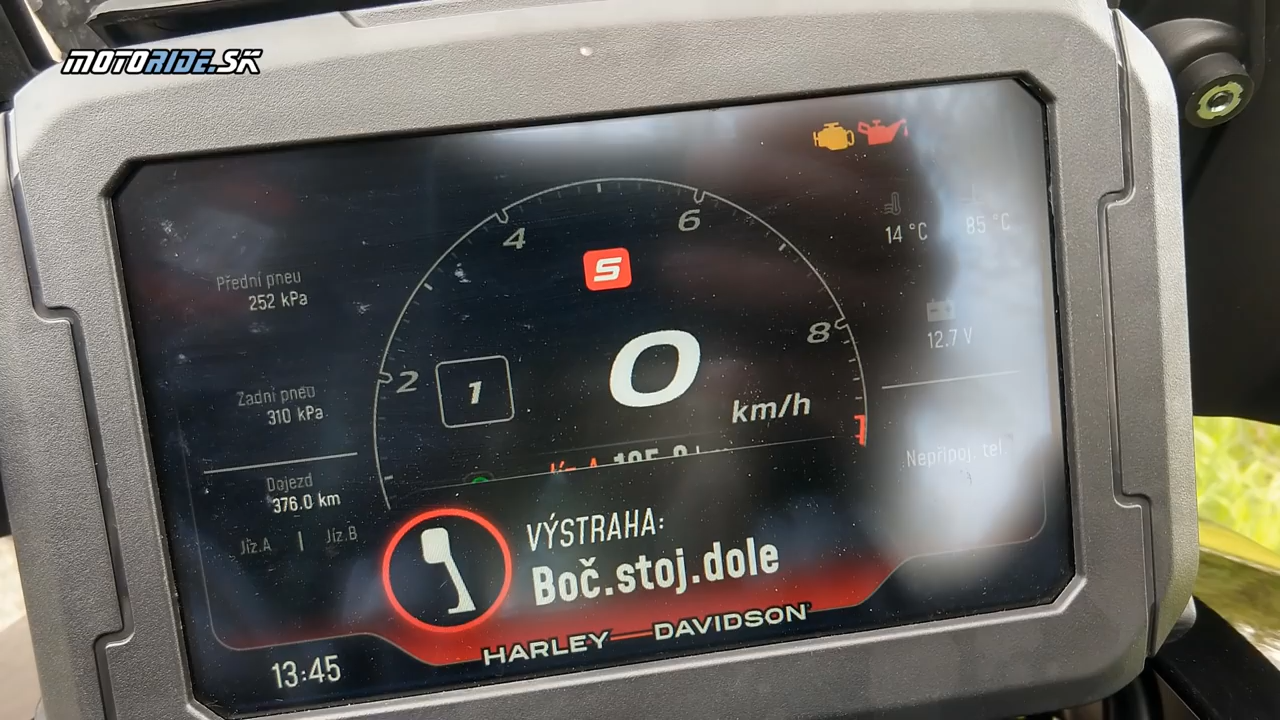 MOTORIDE.SK
Přední pneu
252 kPa
Zadní pneu
310 kPa
Dojezd
376.0 km
Jíz.A | Jíz.B
2
4
6
8
S
1
0
km/h
14 °C
85 °C
12.7 V
Nepřipoj. tel.
VÝSTRAHA:
Boč.stoj.dole
HARLEY-DAVIDSON
13:45